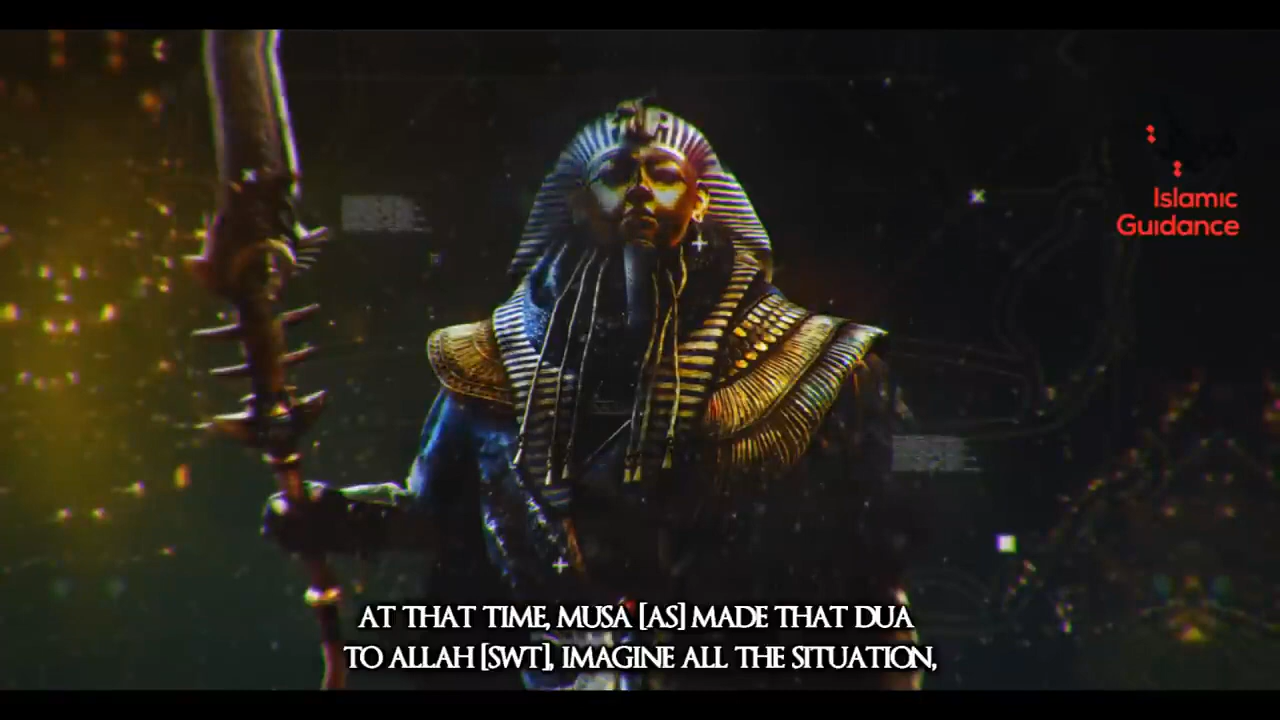 Islamic
Guidance
AT THAT TIME, MUSA [AS] MADE THAT DUA
TO ALLAH [SWT], IMAGINE ALL THE SITUATION,